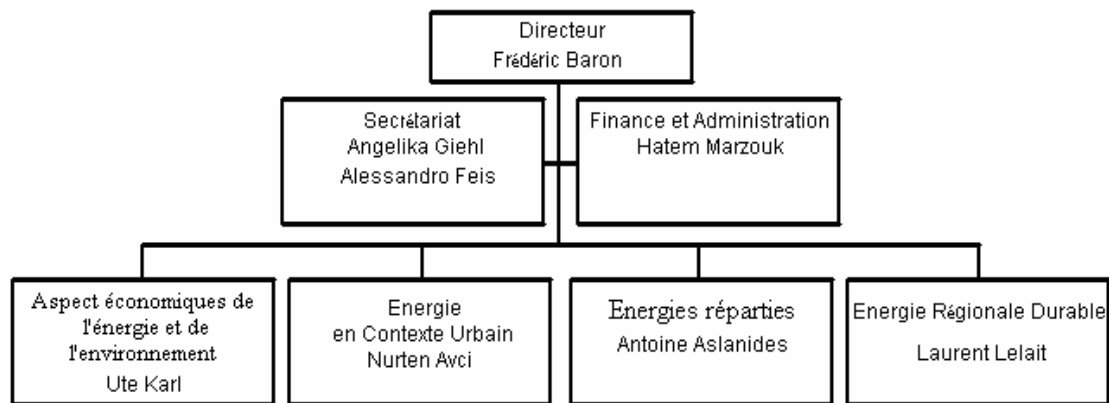 Directeur
Frédéric Baron
Secrétariat
Angelika Giehl
Alessandro Feis
Finance et Administration
Hatem Marzouk
Aspect économiques de
l'énergie et de
l'environnement
Ute Karl
Energie
en Contexte Urbain
Nurten Avci
Energies réparties
Antoine Aslanides
Energie Régionale Durable
Laurent Lelait